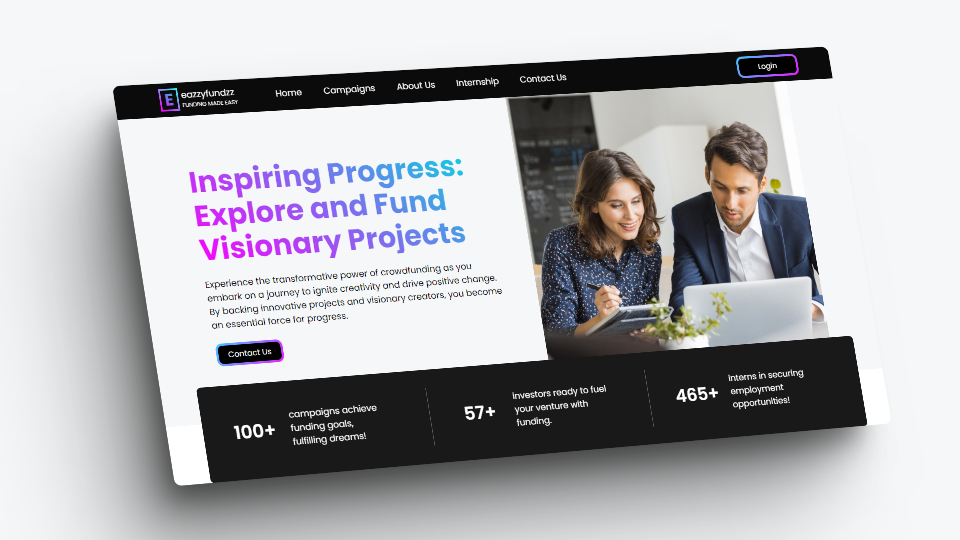 E
eazzyfundzz
FUNDING MADE EASY
Home
Campaigns
About Us
Internship
Contact Us
Login
Inspiring Progress:
Explore and Fund
Visionary Projects
Experience the transformative power of crowdfunding as you
embark on a journey to ignite creativity and drive positive change.
By backing innovative projects and visionary creators, you become
an essential force for progress.
Contact Us
100+
campaigns achieve
funding goals,
fulfilling dreams!
57+
Investors ready to fuel
your venture with
funding.
465+
Interns in securing
employment
opportunities!